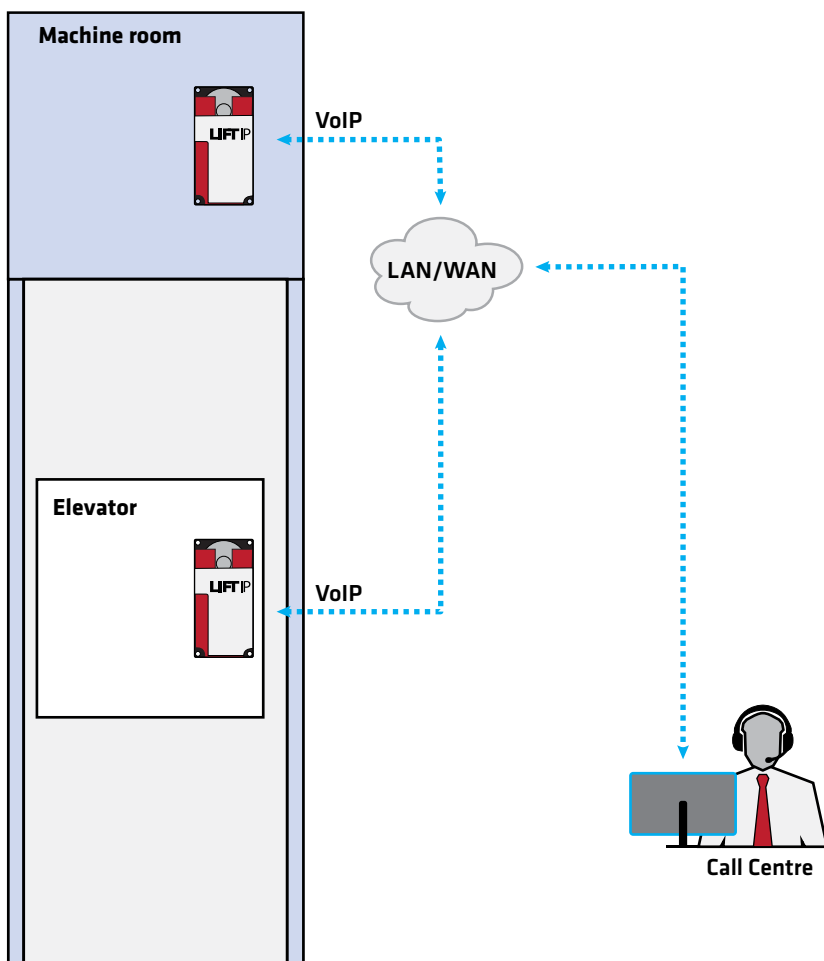 Machine room
LIFTIP
VoIP
LAN/WAN
Elevator
LIFTIP
VoIP
Call Centre